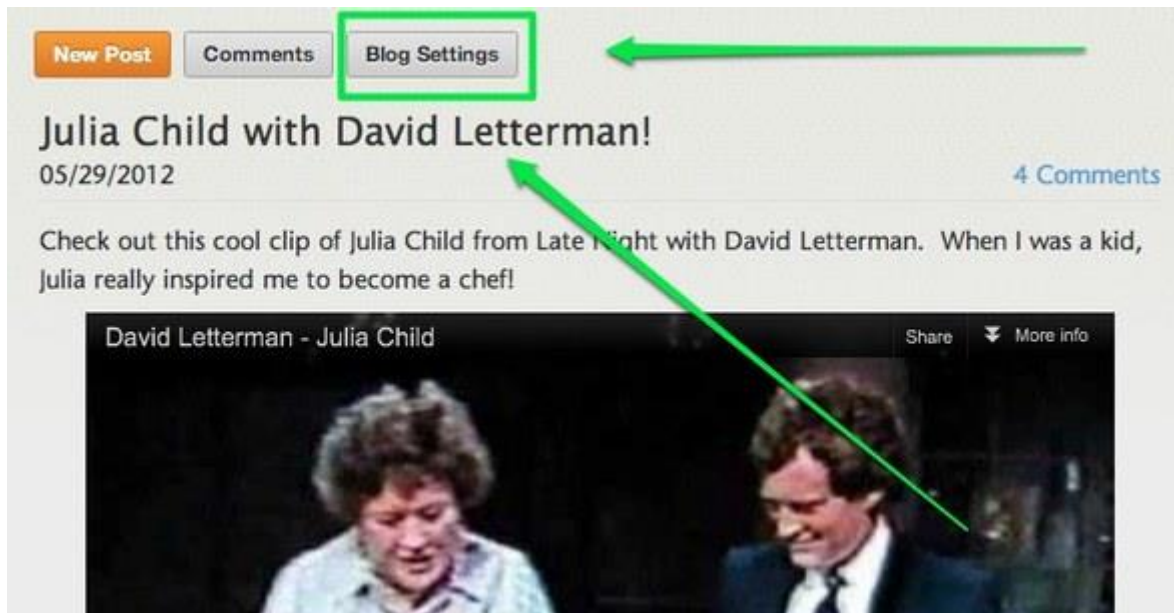 New Post Comments Blog Settings
Julia Child with David Letterman!
05/29/2012 4 Comments
Check out this cool clip of Julia Child from Late Night with David Letterman. When I was a kid,
Julia really inspired me to become a chef!
David Letterman - Julia Child Share More info